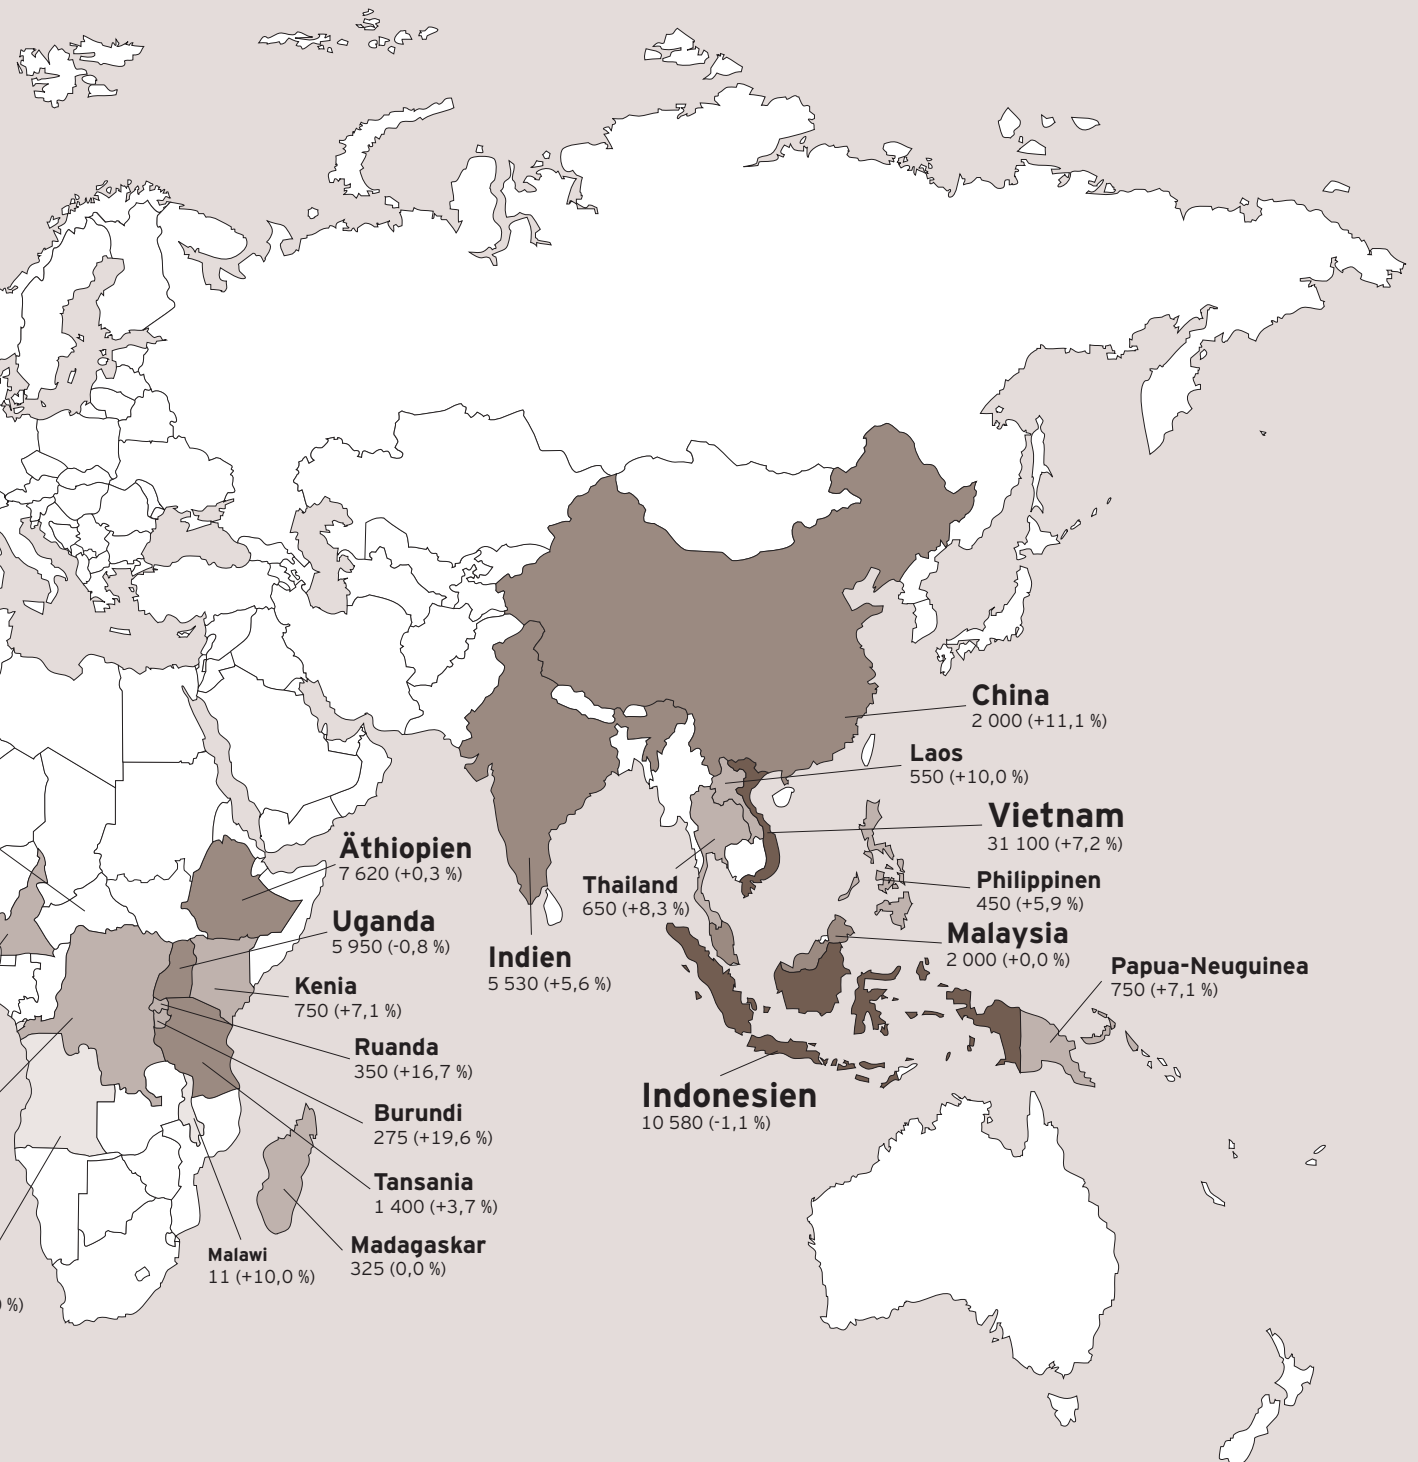 China
2 000 (+11,1 %)
Laos
550 (+10,0 %)
Vietnam
31 100 (+7,2 %)
Äthiopien
7 620 (+0,3 %)
Thailand
650 (+8,3 %)
Philippinen
450 (+5,9 %)
Uganda
5 950 (-0,8 %)
Malaysia
2 000 (+0,0 %)
Indien
5 530 (+5,6 %)
Papua-Neuguinea
750 (+7,1 %)
Kenia
750 (+7,1 %)
Ruanda
350 (+16,7 %)
Indonesien
10 580 (-1,1 %)
Burundi
275 (+19,6 %)
Tansania
1 400 (+3,7 %)
Madagaskar
325 (0,0 %)
Malawi
11 (+10,0 %)
%)